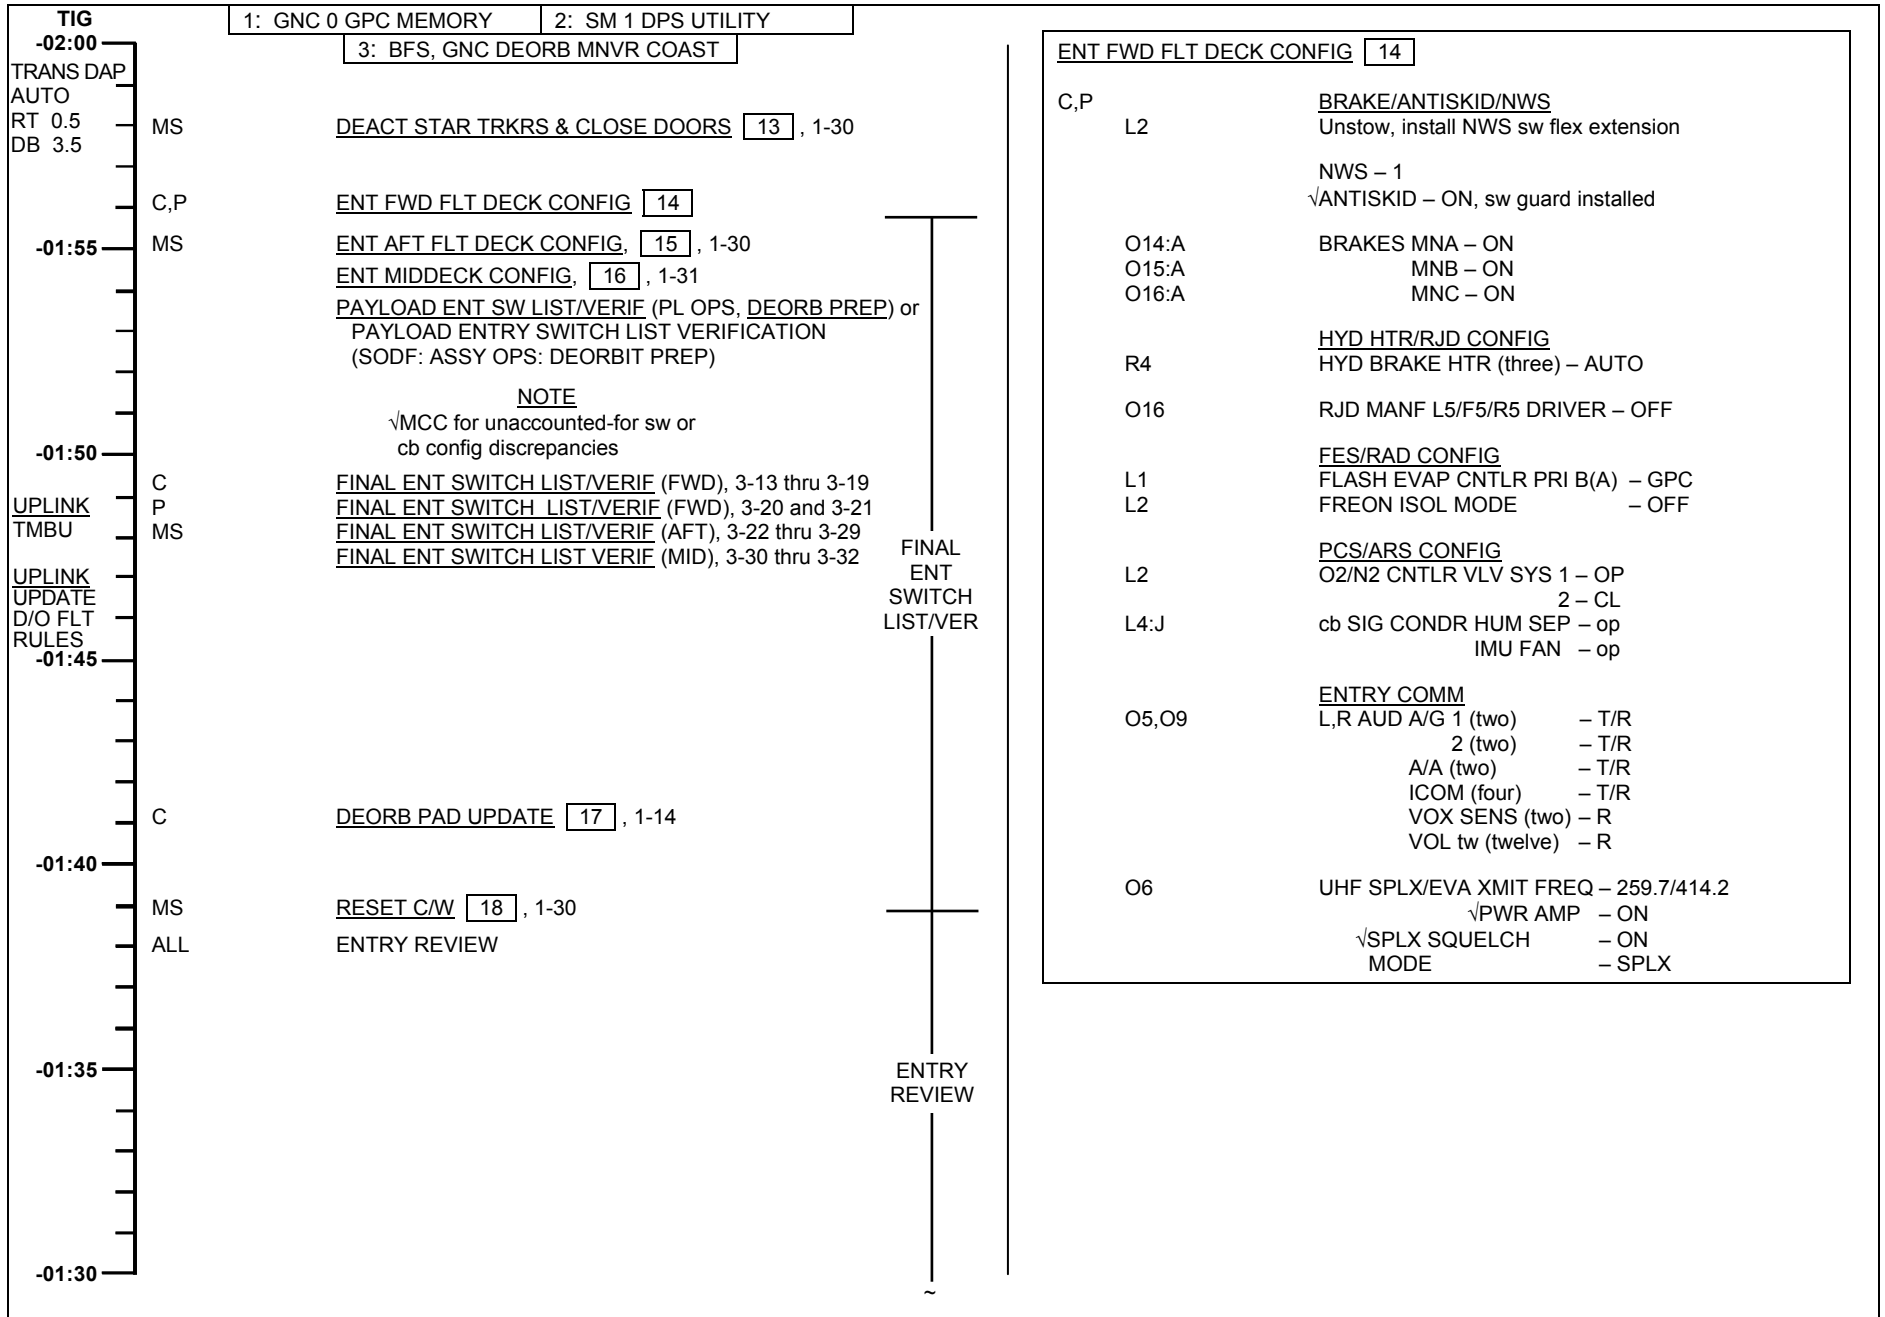 TIG
1: GNC 0 GPC MEMORY 2: SM 1 DPS UTILITY
3: BFS, GNC DEORB MNVR COAST
-02:00
TRANS DAP
AUTO
RT 0.5
DB 3.5
MS DEACT STAR TRKRS & CLOSE DOORS 13 , 1-30
C,P ENT FWD FLT DECK CONFIG 14
-01:55
MS ENT AFT FLT DECK CONFIG, 15 , 1-30
ENT MIDDECK CONFIG, 16 , 1-31
PAYLOAD ENT SW LIST/VERIF (PL OPS, DEORB PREP) or
PAYLOAD ENTRY SWITCH LIST VERIFICATION
(SODF: ASSY OPS: DEORBIT PREP)
NOTE
√MCC for unaccounted-for sw or
cb config discrepancies
-01:50
C FINAL ENT SWITCH LIST/VERIF (FWD), 3-13 thru 3-19
P FINAL ENT SWITCH LIST/VERIF (FWD), 3-20 and 3-21
MS FINAL ENT SWITCH LIST/VERIF (AFT), 3-22 thru 3-29
FINAL ENT SWITCH LIST VERIF (MID), 3-30 thru 3-32
UPLINK
TMBU
UPLINK
UPDATE
D/O FLT
RULES
-01:45
FINAL
ENT
SWITCH
LIST/VER
C DEORB PAD UPDATE 17 , 1-14
-01:40
MS RESET C/W 18 , 1-30
ALL ENTRY REVIEW
-01:35
ENTRY
REVIEW
-01:30
~
ENT FWD FLT DECK CONFIG 14
C,P BRAKE/ANTISKID/NWS
L2 Unstow, install NWS sw flex extension
NWS – 1
√ANTISKID – ON, sw guard installed
O14:A BRAKES MNA – ON
O15:A MNB – ON
O16:A MNC – ON
HYD HTR/RJD CONFIG
R4 HYD BRAKE HTR (three) – AUTO
O16 RJD MANF L5/F5/R5 DRIVER – OFF
FES/RAD CONFIG
L1 FLASH EVAP CNTLR PRI B(A) – GPC
L2 FREON ISOL MODE – OFF
PCS/ARS CONFIG
L2 O2/N2 CNTLR VLV SYS 1 – OP
2 – CL
L4:J cb SIG CONDR HUM SEP – op
IMU FAN – op
ENTRY COMM
O5,O9 L,R AUD A/G 1 (two) – T/R
2 (two) – T/R
A/A (two) – T/R
ICOM (four) – T/R
VOX SENS (two) – R
VOL tw (twelve) – R
O6 UHF SPLX/EVA XMIT FREQ – 259.7/414.2
√PWR AMP – ON
√SPLX SQUELCH – ON
MODE – SPLX